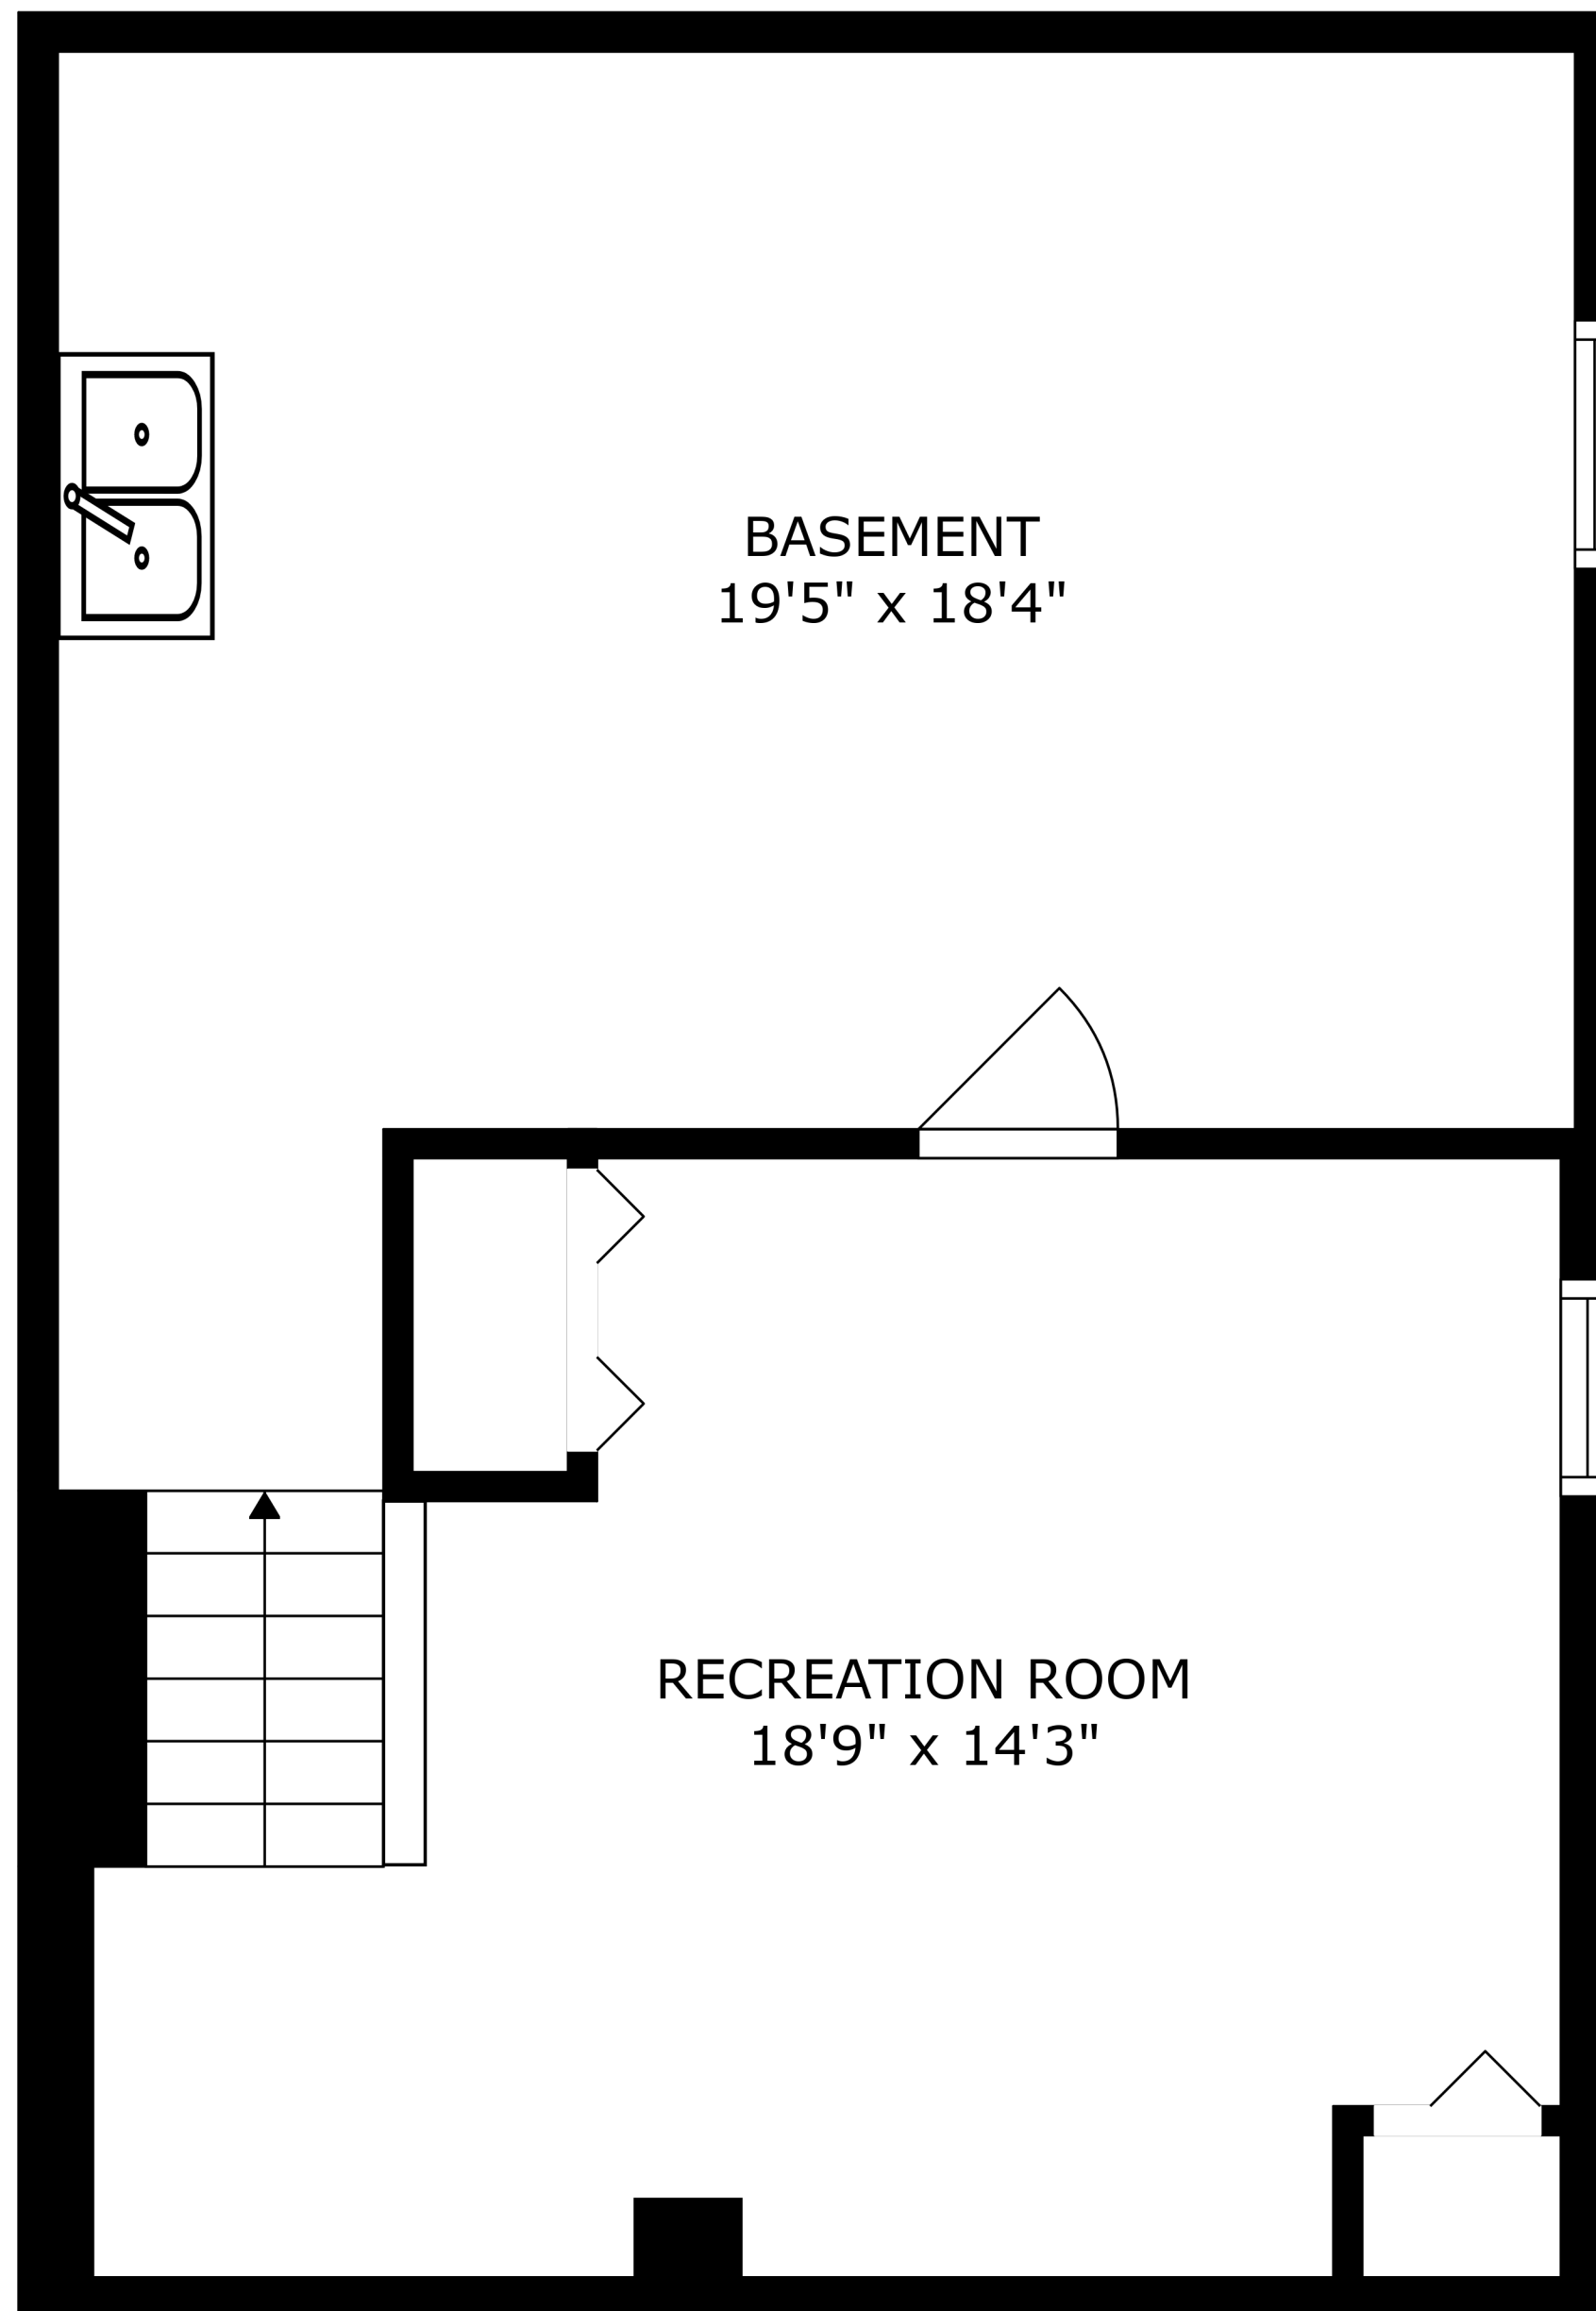 BASEMENT
19'5" x 18'4"
RECREATION ROOM
18'9" x 14'3"